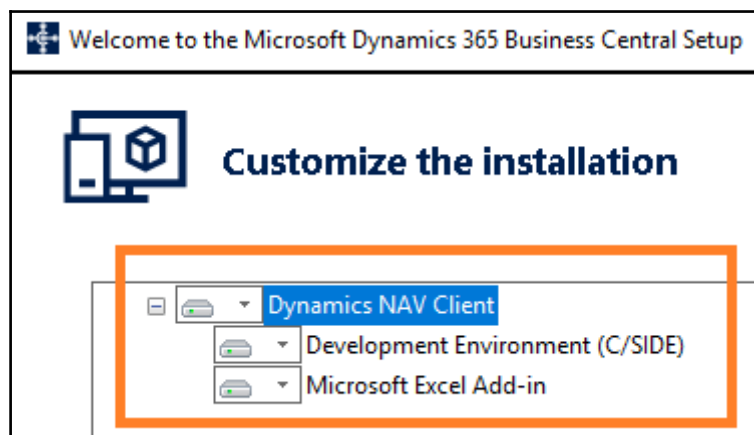 Welcome to the Microsoft Dynamics 365 Business Central Setup
Customize the installation
Dynamics NAV Client
Development Environment (C/SIDE)
Microsoft Excel Add-in